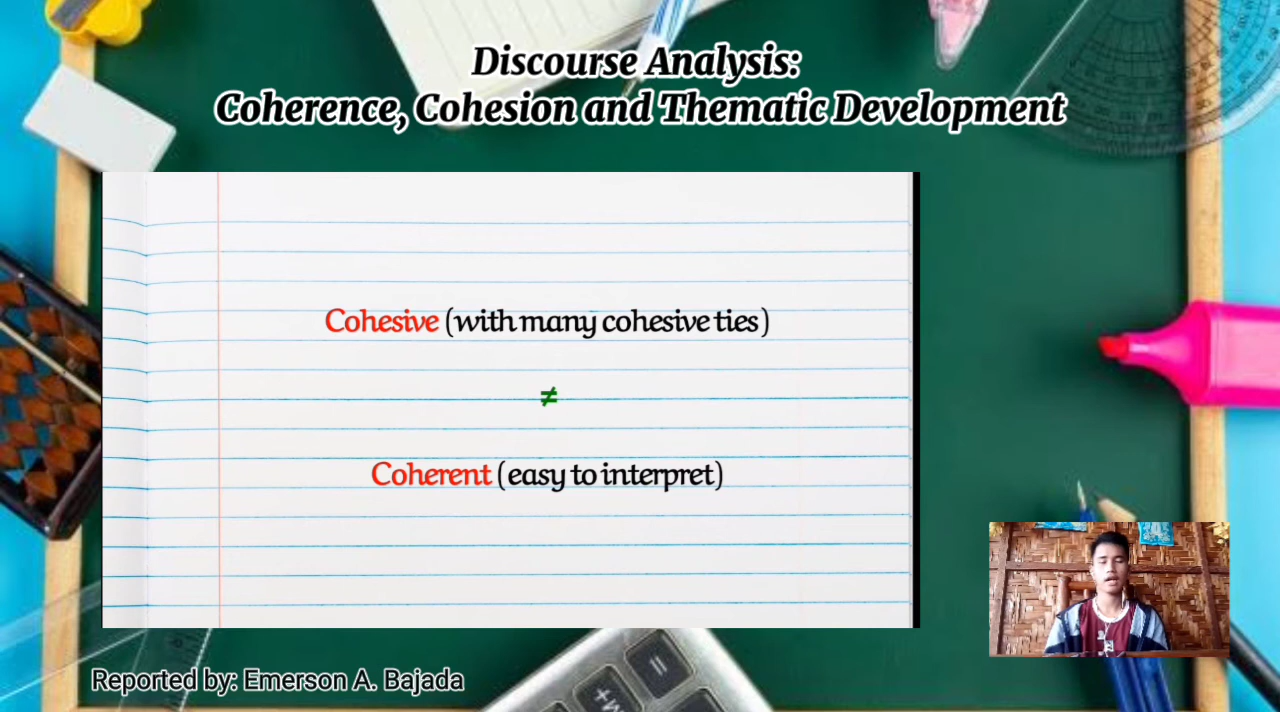 Discourse Analysis:
Coherence, Cohesion and Thematic Development
Cohesive (with many cohesive ties)
≠
Coherent (easy to interpret)
Reported by: Emerson A. Bajada